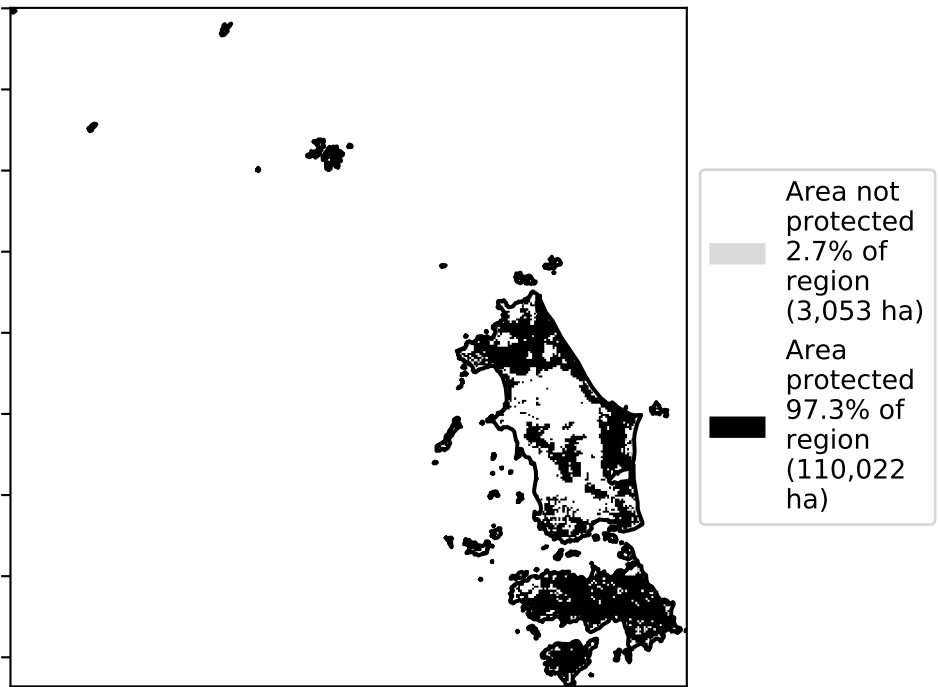 Area not
protected
2.7% of
region
(3,053 ha)
Area
protected
97.3% of
region
(110,022
ha)